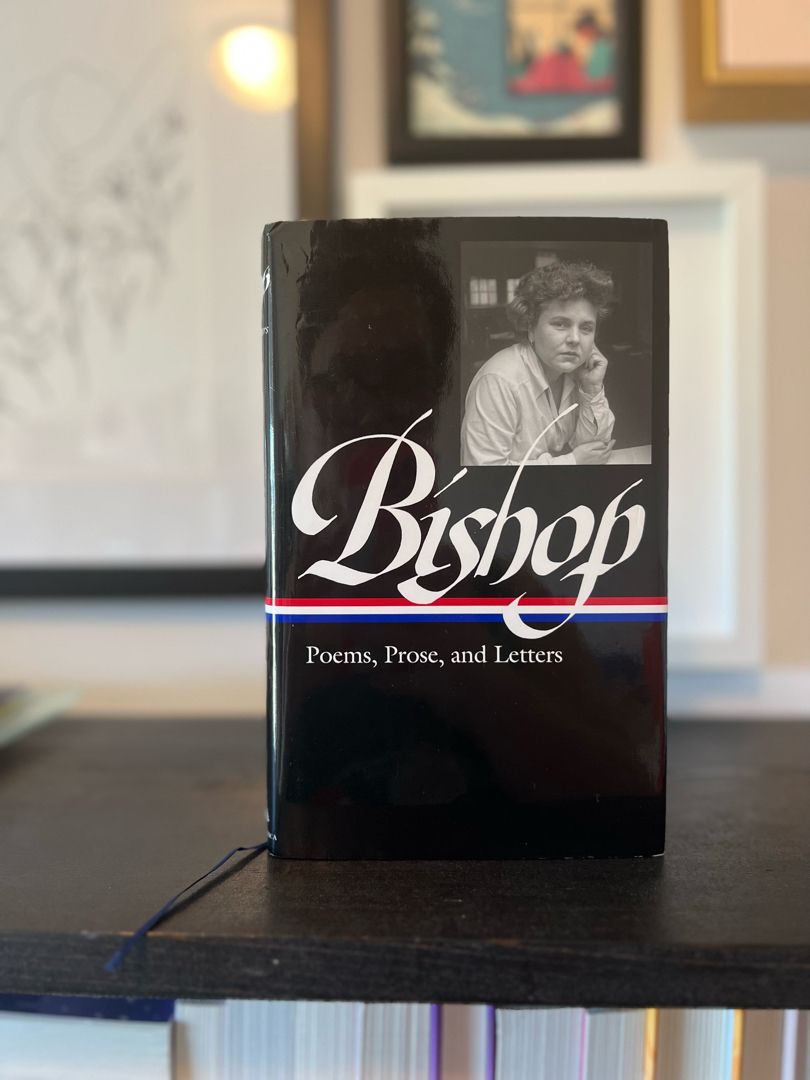 Bishop
Poems, Prose, and Letters